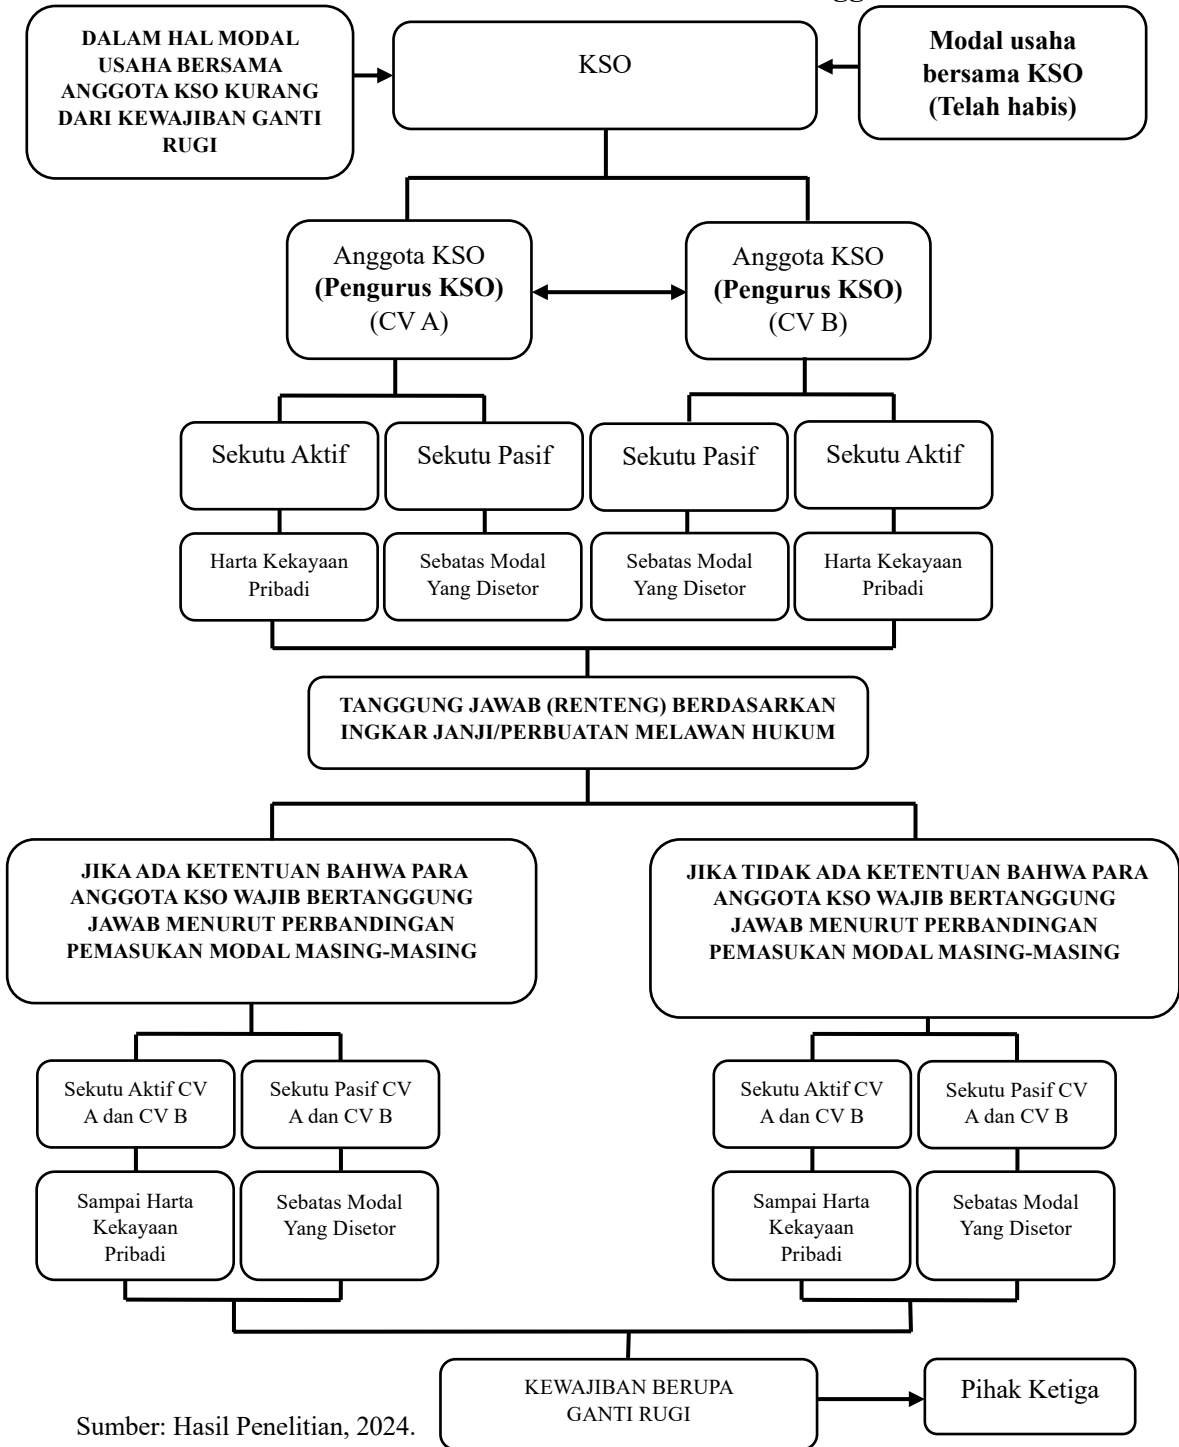 DALAM HAL MODAL
USAHA BERSAMA
ANGGOTA KSO KURANG
DARI KEWAJIBAN GANTI
RUGI
KSO
Modal usaha
bersama KSO
(Telah habis)
Anggota KSO
(Pengurus KSO)
(CV A)
Anggota KSO
(Pengurus KSO)
(CV B)
Sekutu Aktif
Sekutu Pasif
Sekutu Pasif
Sekutu Aktif
Harta Kekayaan
Pribadi
Sebatas Modal
Yang Disetor
Sebatas Modal
Yang Disetor
Harta Kekayaan
Pribadi
TANGGUNG JAWAB (RENTENG) BERDASARKAN
INGKAR JANJI/PERBUATAN MELAWAN HUKUM
JIKA ADA KETENTUAN BAHWA PARA
ANGGOTA KSO WAJIB BERTANGGUNG
JAWAB MENURUT PERBANDINGAN
PEMASUKAN MODAL MASING-MASING
JIKA TIDAK ADA KETENTUAN BAHWA PARA
ANGGOTA KSO WAJIB BERTANGGUNG
JAWAB MENURUT PERBANDINGAN
PEMASUKAN MODAL MASING-MASING
Sekutu Aktif CV
A dan CV B
Sekutu Pasif CV
A dan CV B
Sekutu Aktif CV
A dan CV B
Sekutu Pasif CV
A dan CV B
Sampai Harta
Kekayaan
Pribadi
Sebatas Modal
Yang Disetor
Sampai Harta
Kekayaan
Pribadi
Sebatas Modal
Yang Disetor
KEWAJIBAN BERUPA
GANTI RUGI
Pihak Ketiga
Sumber: Hasil Penelitian, 2024.